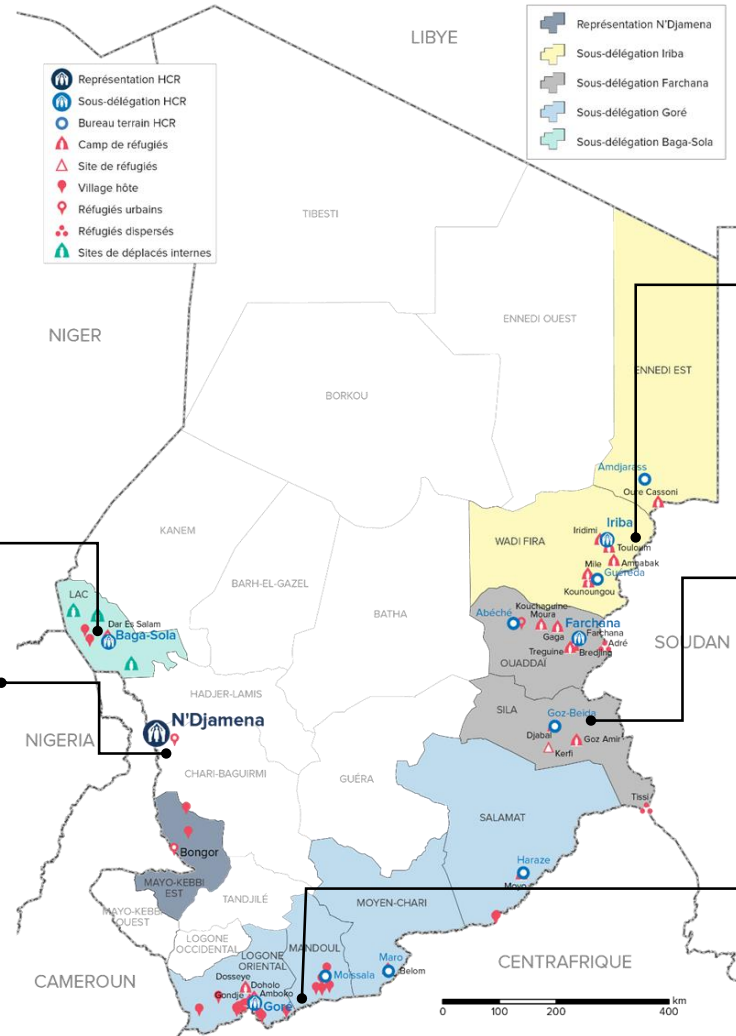 LIBYE
Représentation N'Djamena
Sous-délégation Iriba
Sous-délégation Farchana
Sous-délégation Goré
Sous-délégation Baga-Sola
Représentation HCR
Sous-délégation HCR
Bureau terrain HCR
Camp de réfugiés
Site de réfugiés
Village hôte
Réfugiés urbains
Réfugiés dispersés
Sites de déplacés internes
TIBESTI
ENNEDI OUEST
NIGER
ENNEDI EST
BORKOU
Amdjarass
Oure Cassoni
Iriba
KANEM
Iridimi
WADI FIRA
Touloum
Amnabak
Mile
Guéréda
BARH-EL-GAZEL
Kounoungou
LAC
BATHA
Kouchaguine-
Moura
Abéché
Dar Es Salam
Farchana
Baga-Sola
Farchana
Gaga
Adré
SOUDAN
Treguine
Bredjing
OUADDAÏ
HADJER-LAMIS
SILA
Goz-Beida
N'Djamena
Djabal
Goz Amir
NIGERIA
Kerfi
CHARI-BAGUIRMI
GUÉRA
Tissi
SALAMAT
Bongor
Haraze
MAYO-KEBBI
EST
Moyo
TANDJILÉ
MOYEN-CHARI
MAYO-KEBBI
OUEST
LOGONE
OCCIDENTAL
MANDOUL
LOGONE
ORIENTAL
Maro
CENTRAFRIQUE
Belom
Dosseye
Moissala
CAMEROUN
Doholo
Gondjé
Amboko
Goré
0 100 200 400 km